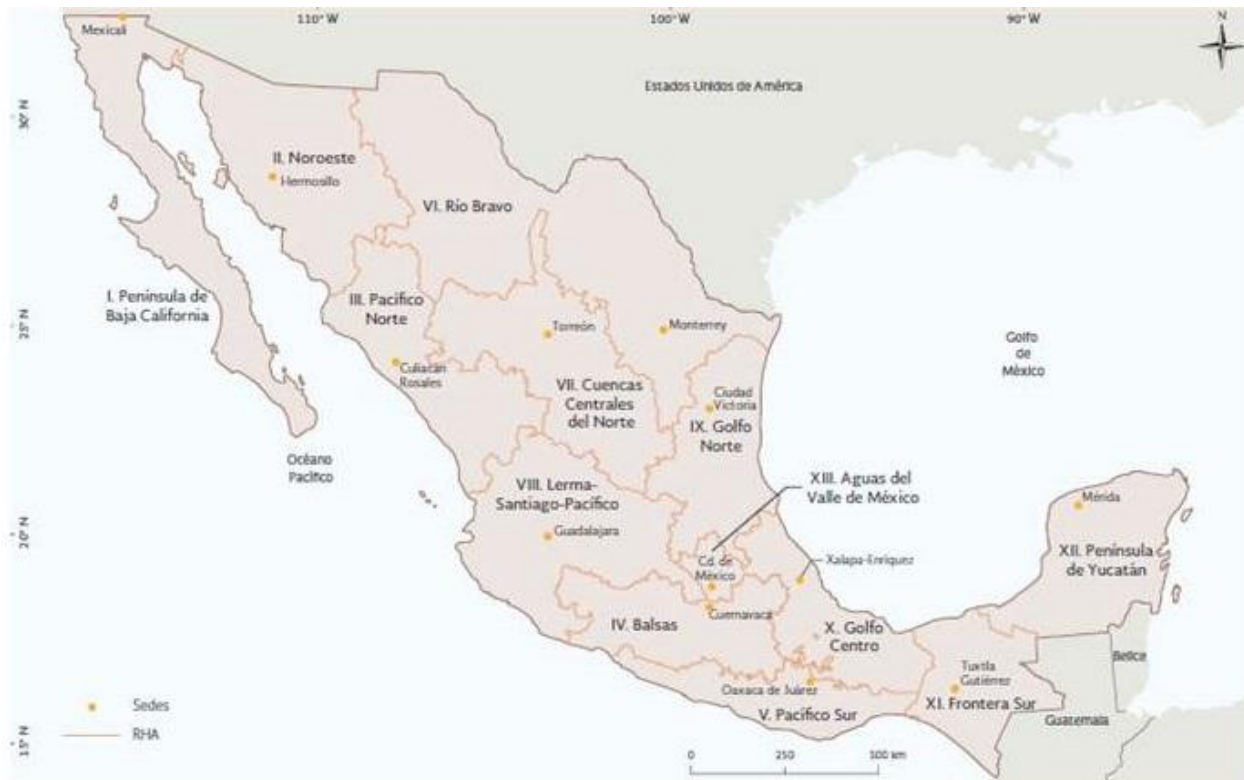 110° W
100° W
90° W
N
Mexicali
Estados Unidos de América
30° N
II. Noroeste
Hermosillo
VI. Río Bravo
I. Península de
Baja California
III. Pacífico
Norte
25° N
Torreón
Monterrey
Golfo
de
México
Culiacán
Rosales
VII. Cuencas
Centrales
del Norte
Ciudad
Victoria
IX. Golfo
Norte
Océano
Pacífico
VIII. Lerma-
Santiago-Pacífico
XIII. Aguas del
Valle de México
Mérida
Guadalajara
20° N
Cd. de
México
Xalapa-Enríquez
XII. Península
de Yucatán
Cuernavaca
IV. Balsas
X. Golfo
Centro
Belice
Tuxtla
Gutiérrez
Oaxaca de Juárez
XI. Frontera Sur
V. Pacífico Sur
Guatemala
Sedes
RHA
15° N
0
250
500 km